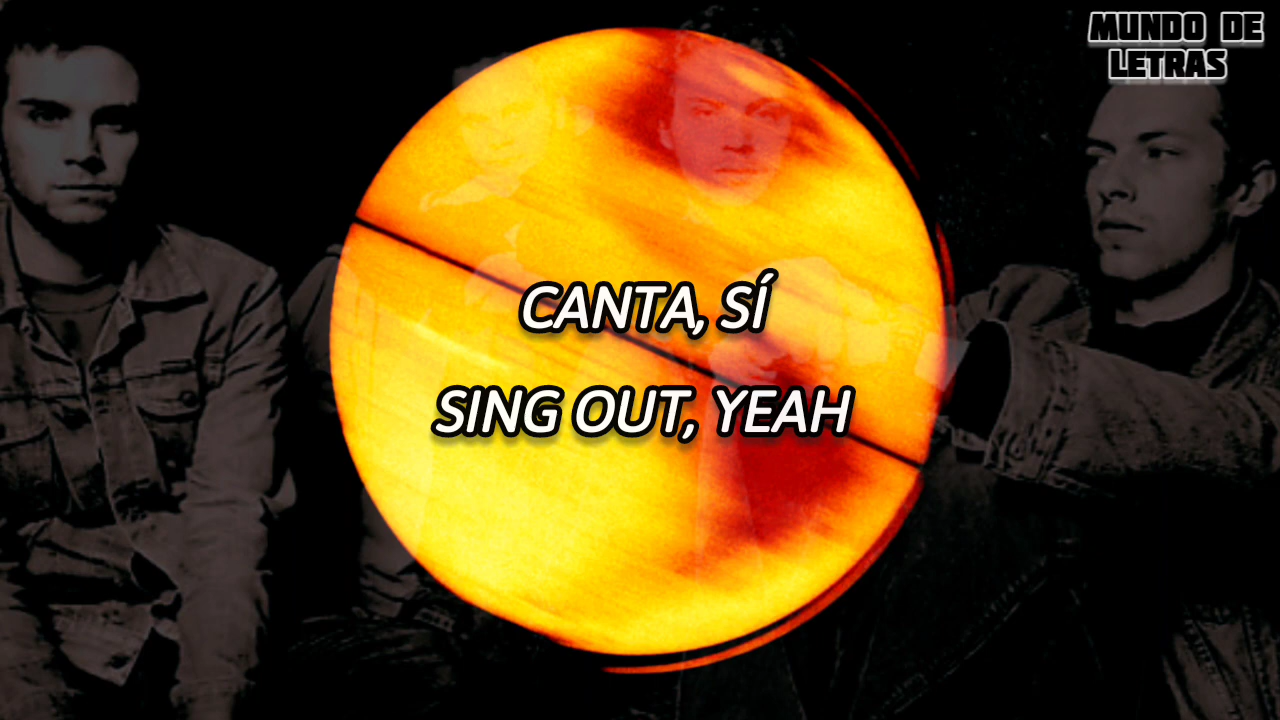 MUNDO DE
LETRAS
CANTA, SÍ
SING OUT, YEAH